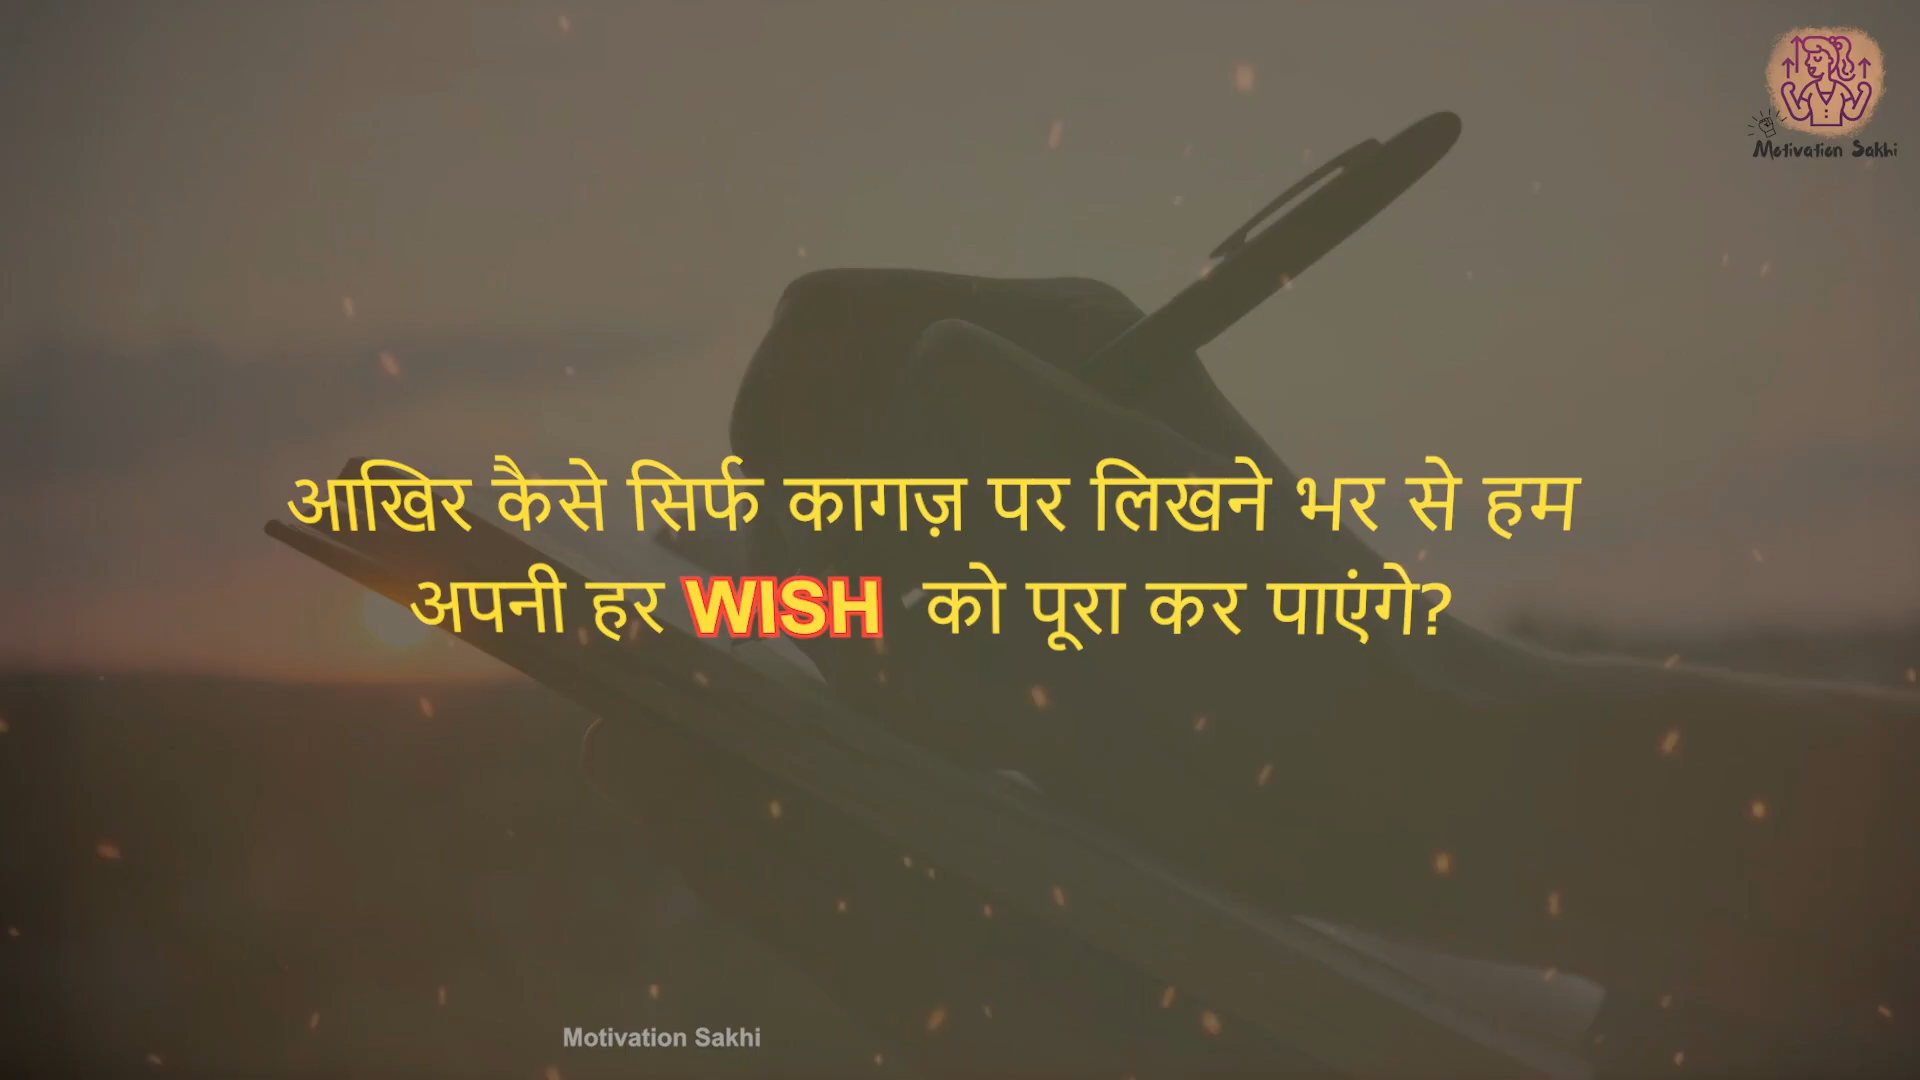 Motivation Sakhi
आखिर कैसे सिर्फ कागज़ पर लिखने भर से हम
अपनी हर WISH को पूरा कर पाएंगे?
Motivation Sakhi